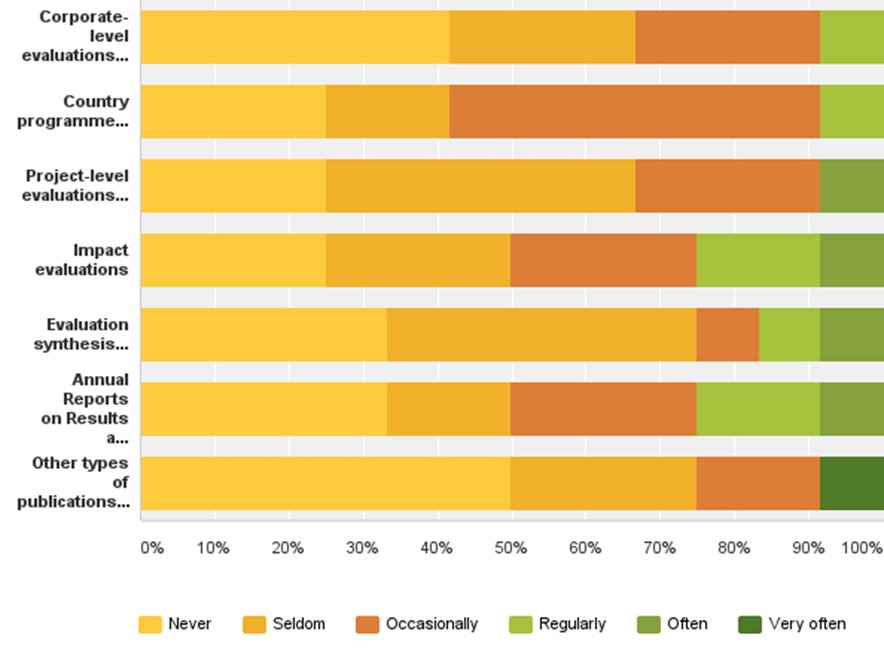 Corporate-
level
evaluations...
Country
programme...
Project-level
evaluations...
Impact
evaluations
Evaluation
synthesis...
Annual
Reports
on Results
a...
Other types
of
publications...
0% 10% 20% 30% 40% 50% 60% 70% 80% 90% 100%
Never Seldom Occasionally Regularly Often Very often